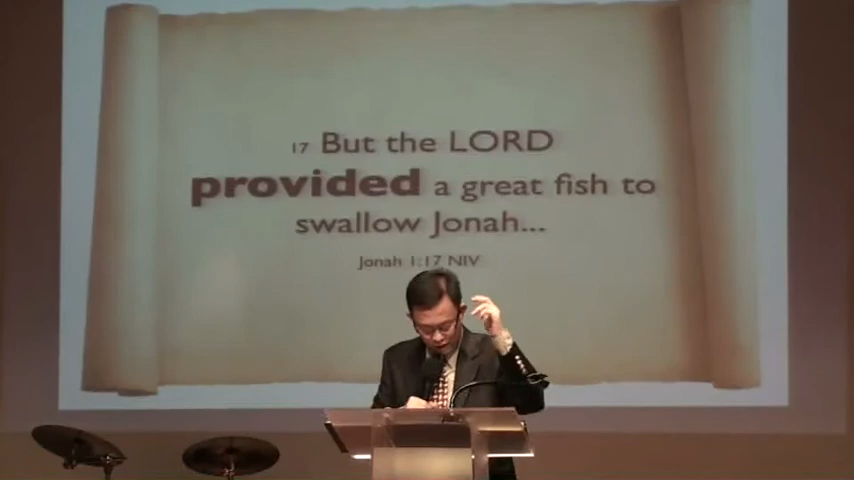 17 But the LORD
provided a great fish to
swallow Jonah...
Jonah 1:17 NIV